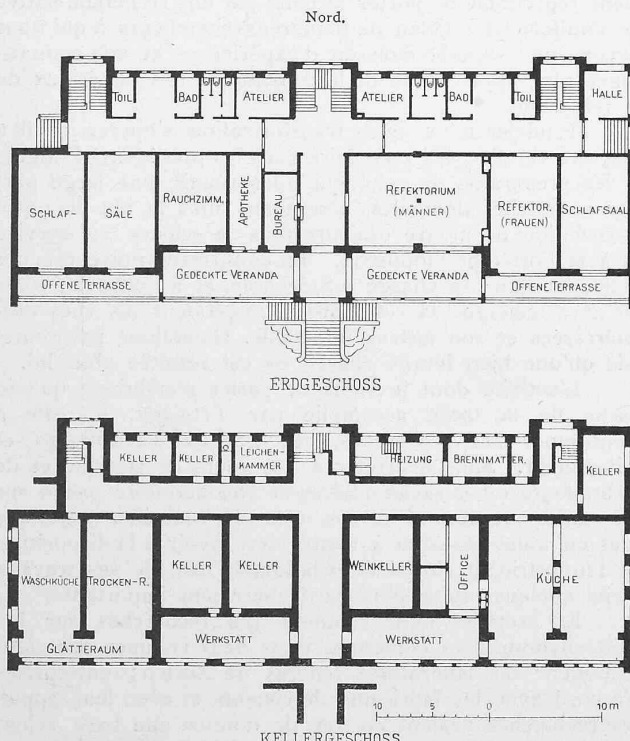 Nord.
TOIL.
BAD
ATELIER
ATELIER
BAD
TOIL.
HALLE
SCHLAF-SÄLE
RAUCHZIMM.
APOTHEKE
BUREAU
REFEKTORIUM
(MÄNNER)
REFEKTOR.
(FRAUEN)
SCHLAFSAAL
OFFENE TERRASSE
GEDECKTE VERANDA
GEDECKTE VERANDA
OFFENE TERRASSE
ERDGESCHOSS
KELLER
KELLER
LEICHEN-
KAMMER
HEIZUNG
BRENNMATER.
KELLER
WASCHKÜCHE
TROCKEN-R.
KELLER
KELLER
WEINKELLER
OFFICE
KÜCHE
GLÄTTERAUM
WERKSTATT
WERKSTATT
10 5 0 10 m
KELLERGESCHOSS